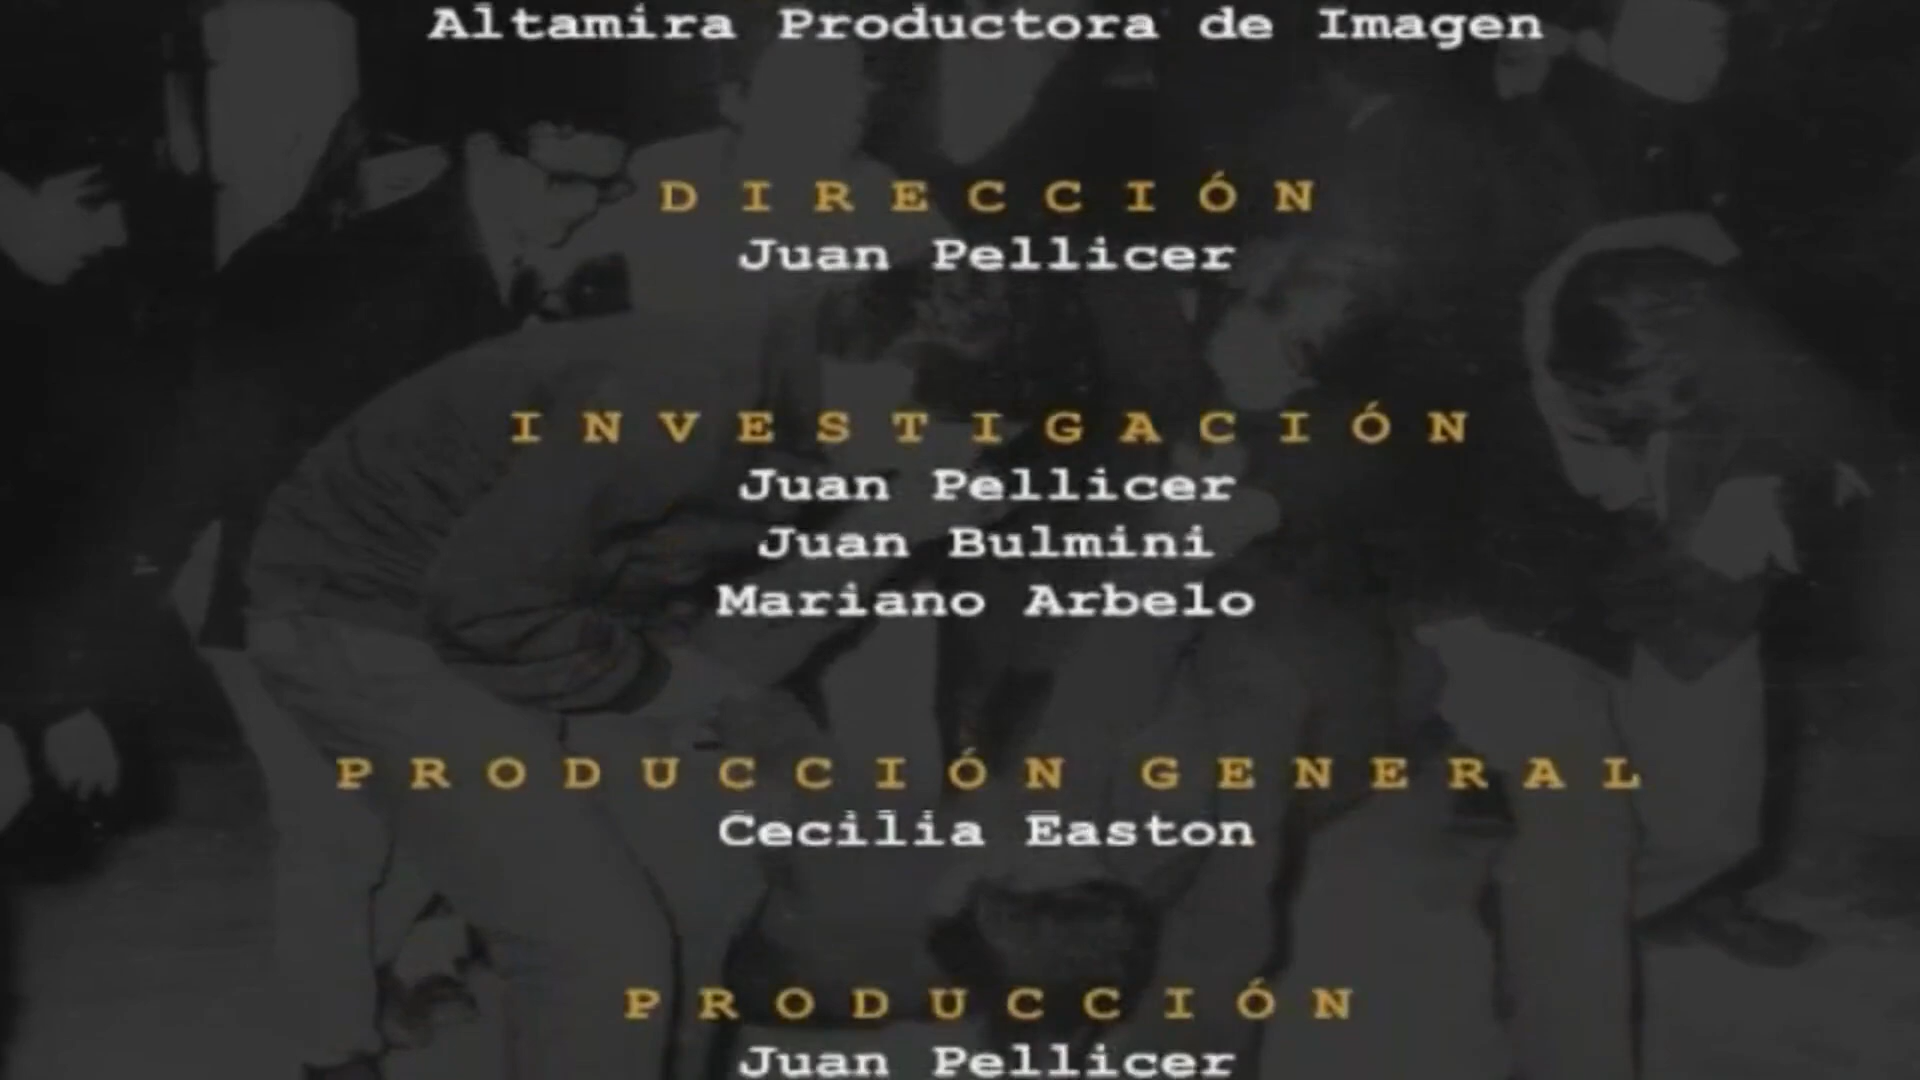 Altamira Productora de Imagen
DIRECCIÓN
Juan Pellicer
INVESTIGACIÓN
Juan Pellicer
Juan Bulmini
Mariano Arbelo
PRODUCCIÓN GENERAL
Cecilia Easton
PRODUCCIÓN
Juan Pellicer